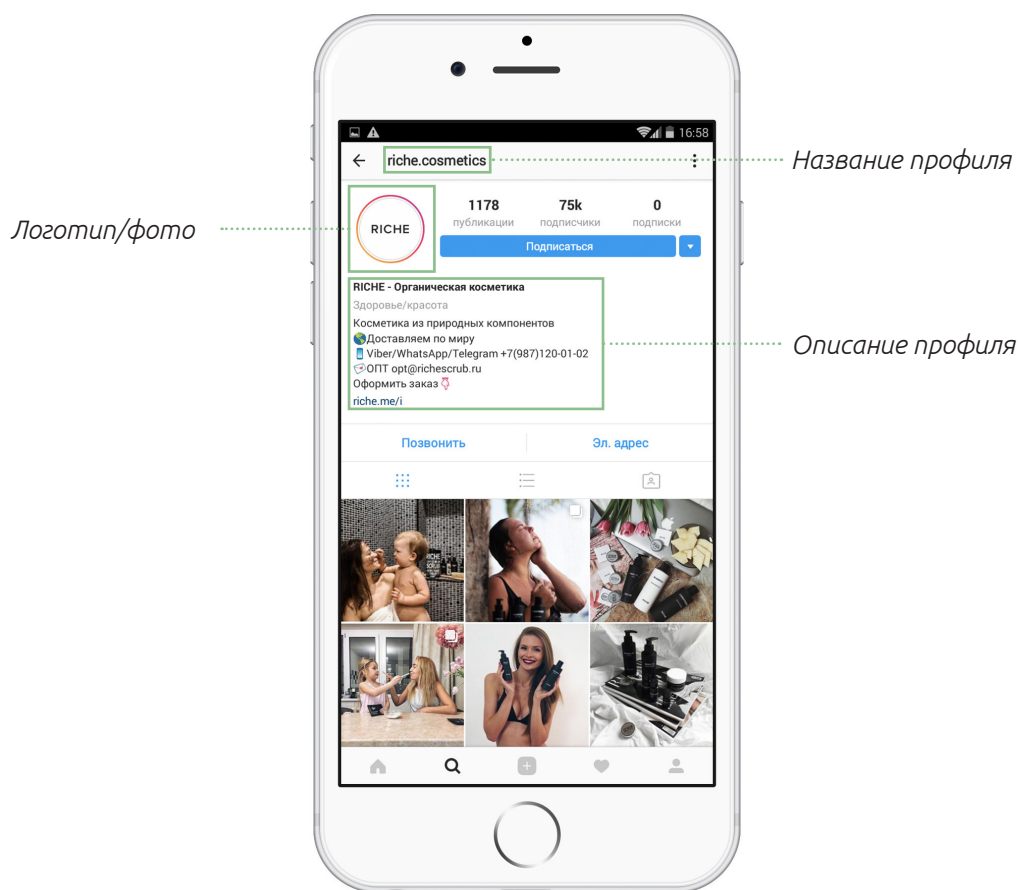 16:58
riche.cosmetics
Название профиля
Логотип/фото
RICHE
1178
публикации
75k
подписчики
0
подписки
Подписаться
RICHE - Органическая косметика
Здоровье/красота
Косметика из природных компонентов
🌎Доставляем по миру
📱Viber/WhatsApp/Telegram +7(987)120-01-02
💌ОПТ opt@richescrub.ru
Оформить заказ👇
riche.me/i
Описание профиля
Позвонить
Эл. адрес
RICHE
SCRUB